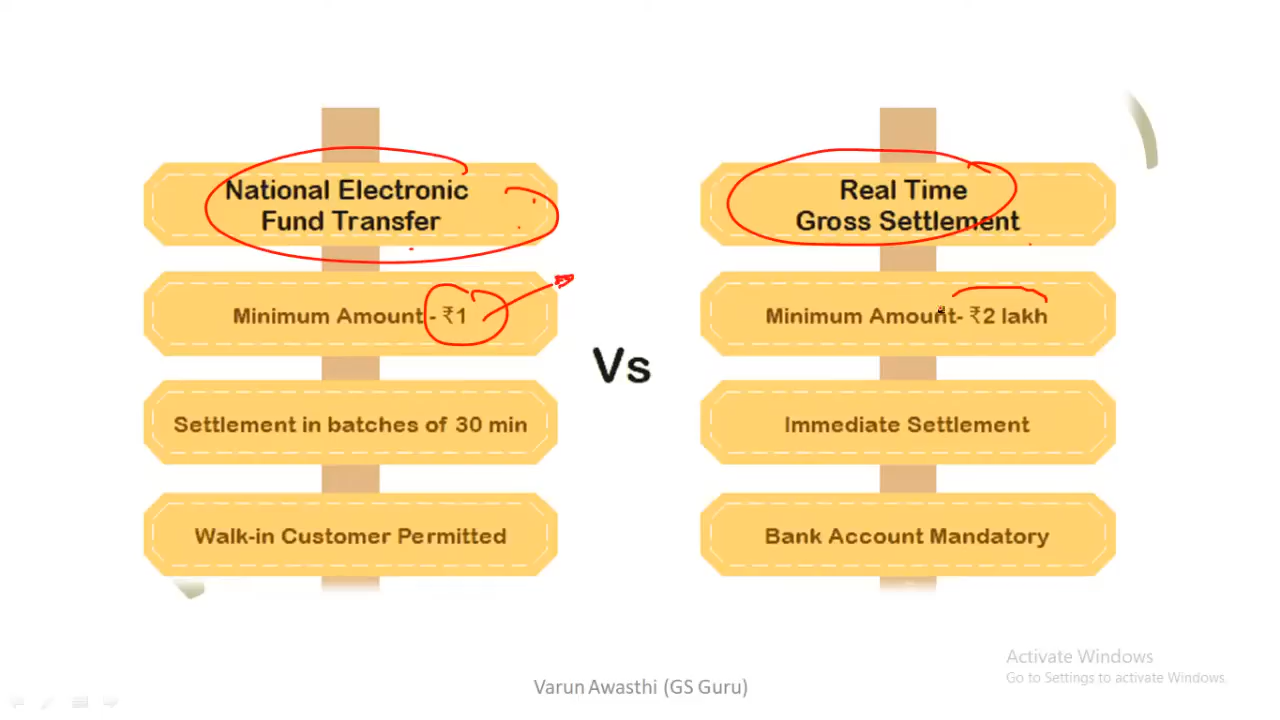 National Electronic
Fund Transfer
Minimum Amount - ₹1
Settlement in batches of 30 min
Walk-in Customer Permitted
Vs
Real Time
Gross Settlement
Minimum Amount- ₹2 lakh
Immediate Settlement
Bank Account Mandatory
Activate Windows
Go to Settings to activate Windows.
Varun Awasthi (GS Guru)